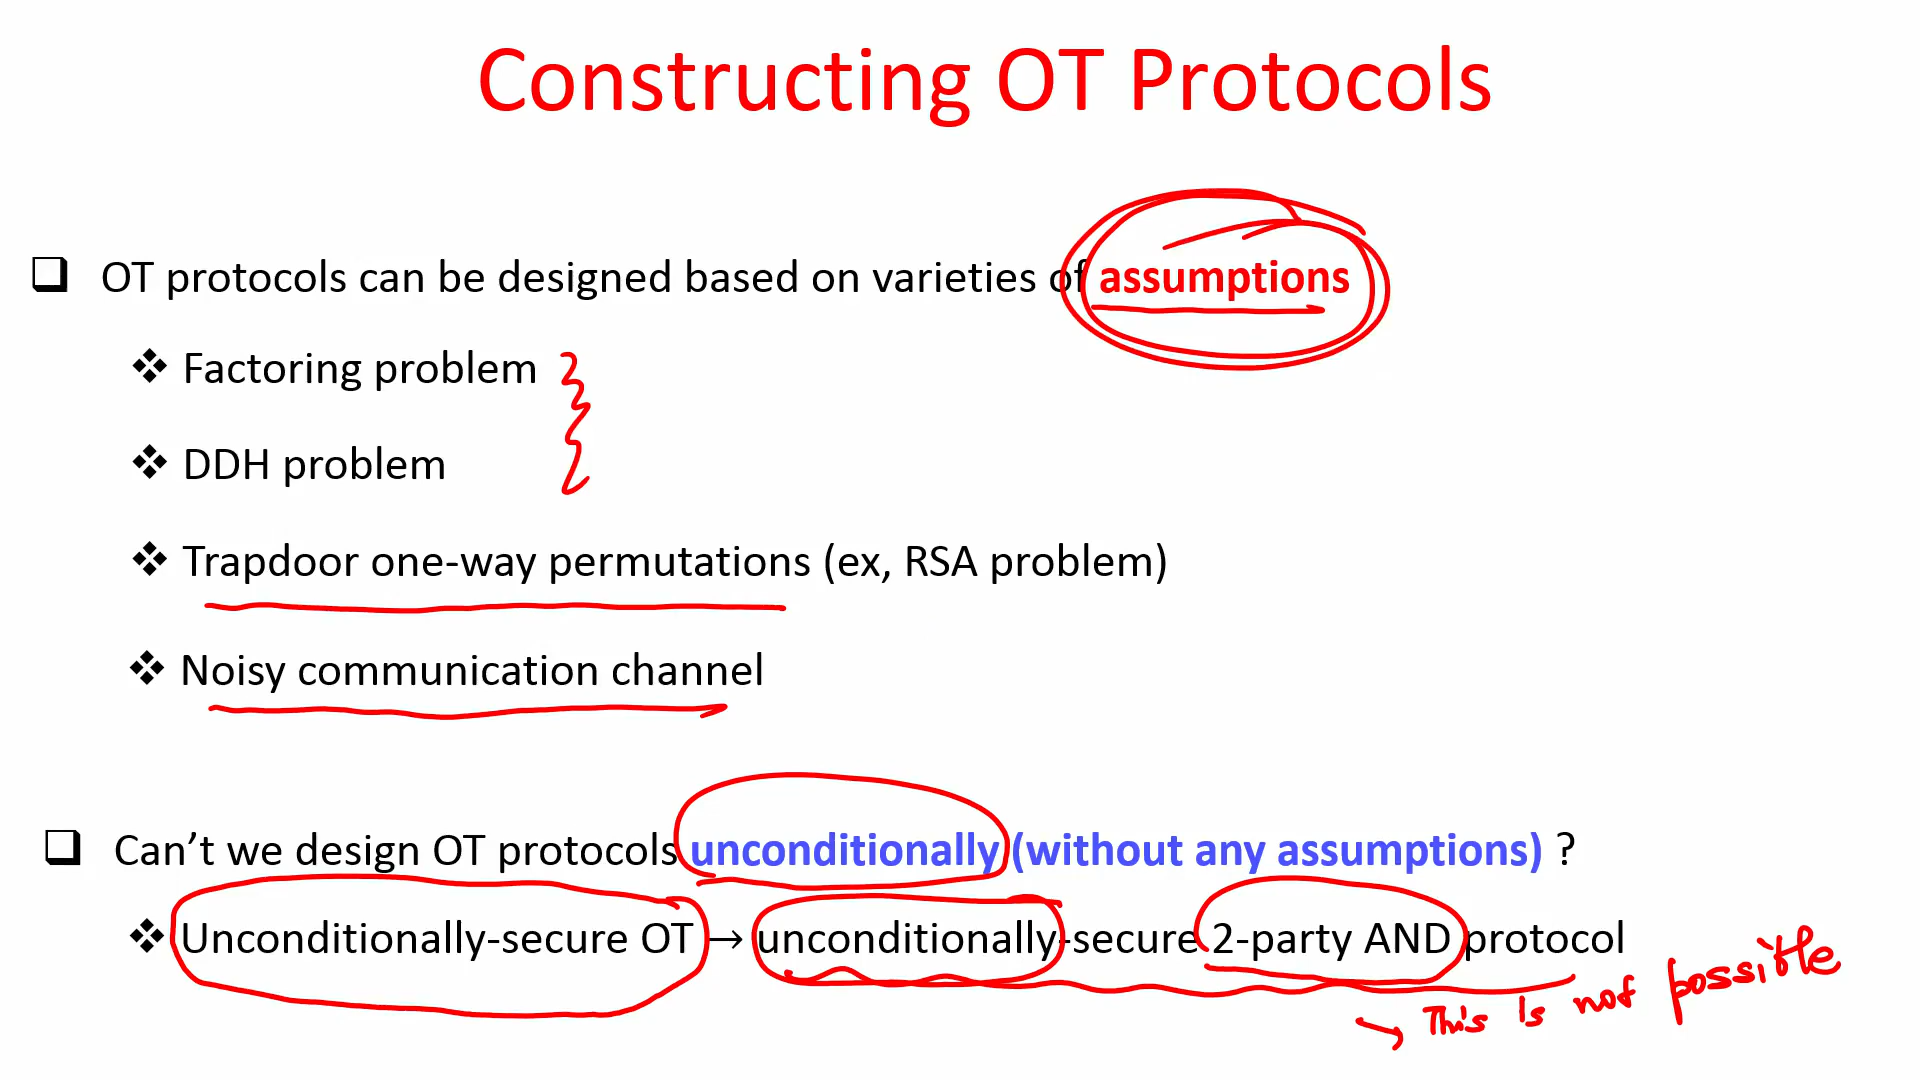 Constructing OT Protocols
OT protocols can be designed based on varieties of assumptions
Factoring problem
DDH problem
Trapdoor one-way permutations (ex, RSA problem)
Noisy communication channel
Can’t we design OT protocols unconditionally (without any assumptions) ?
Unconditionally-secure OT → unconditionally-secure 2-party AND protocol
→ This is not possible